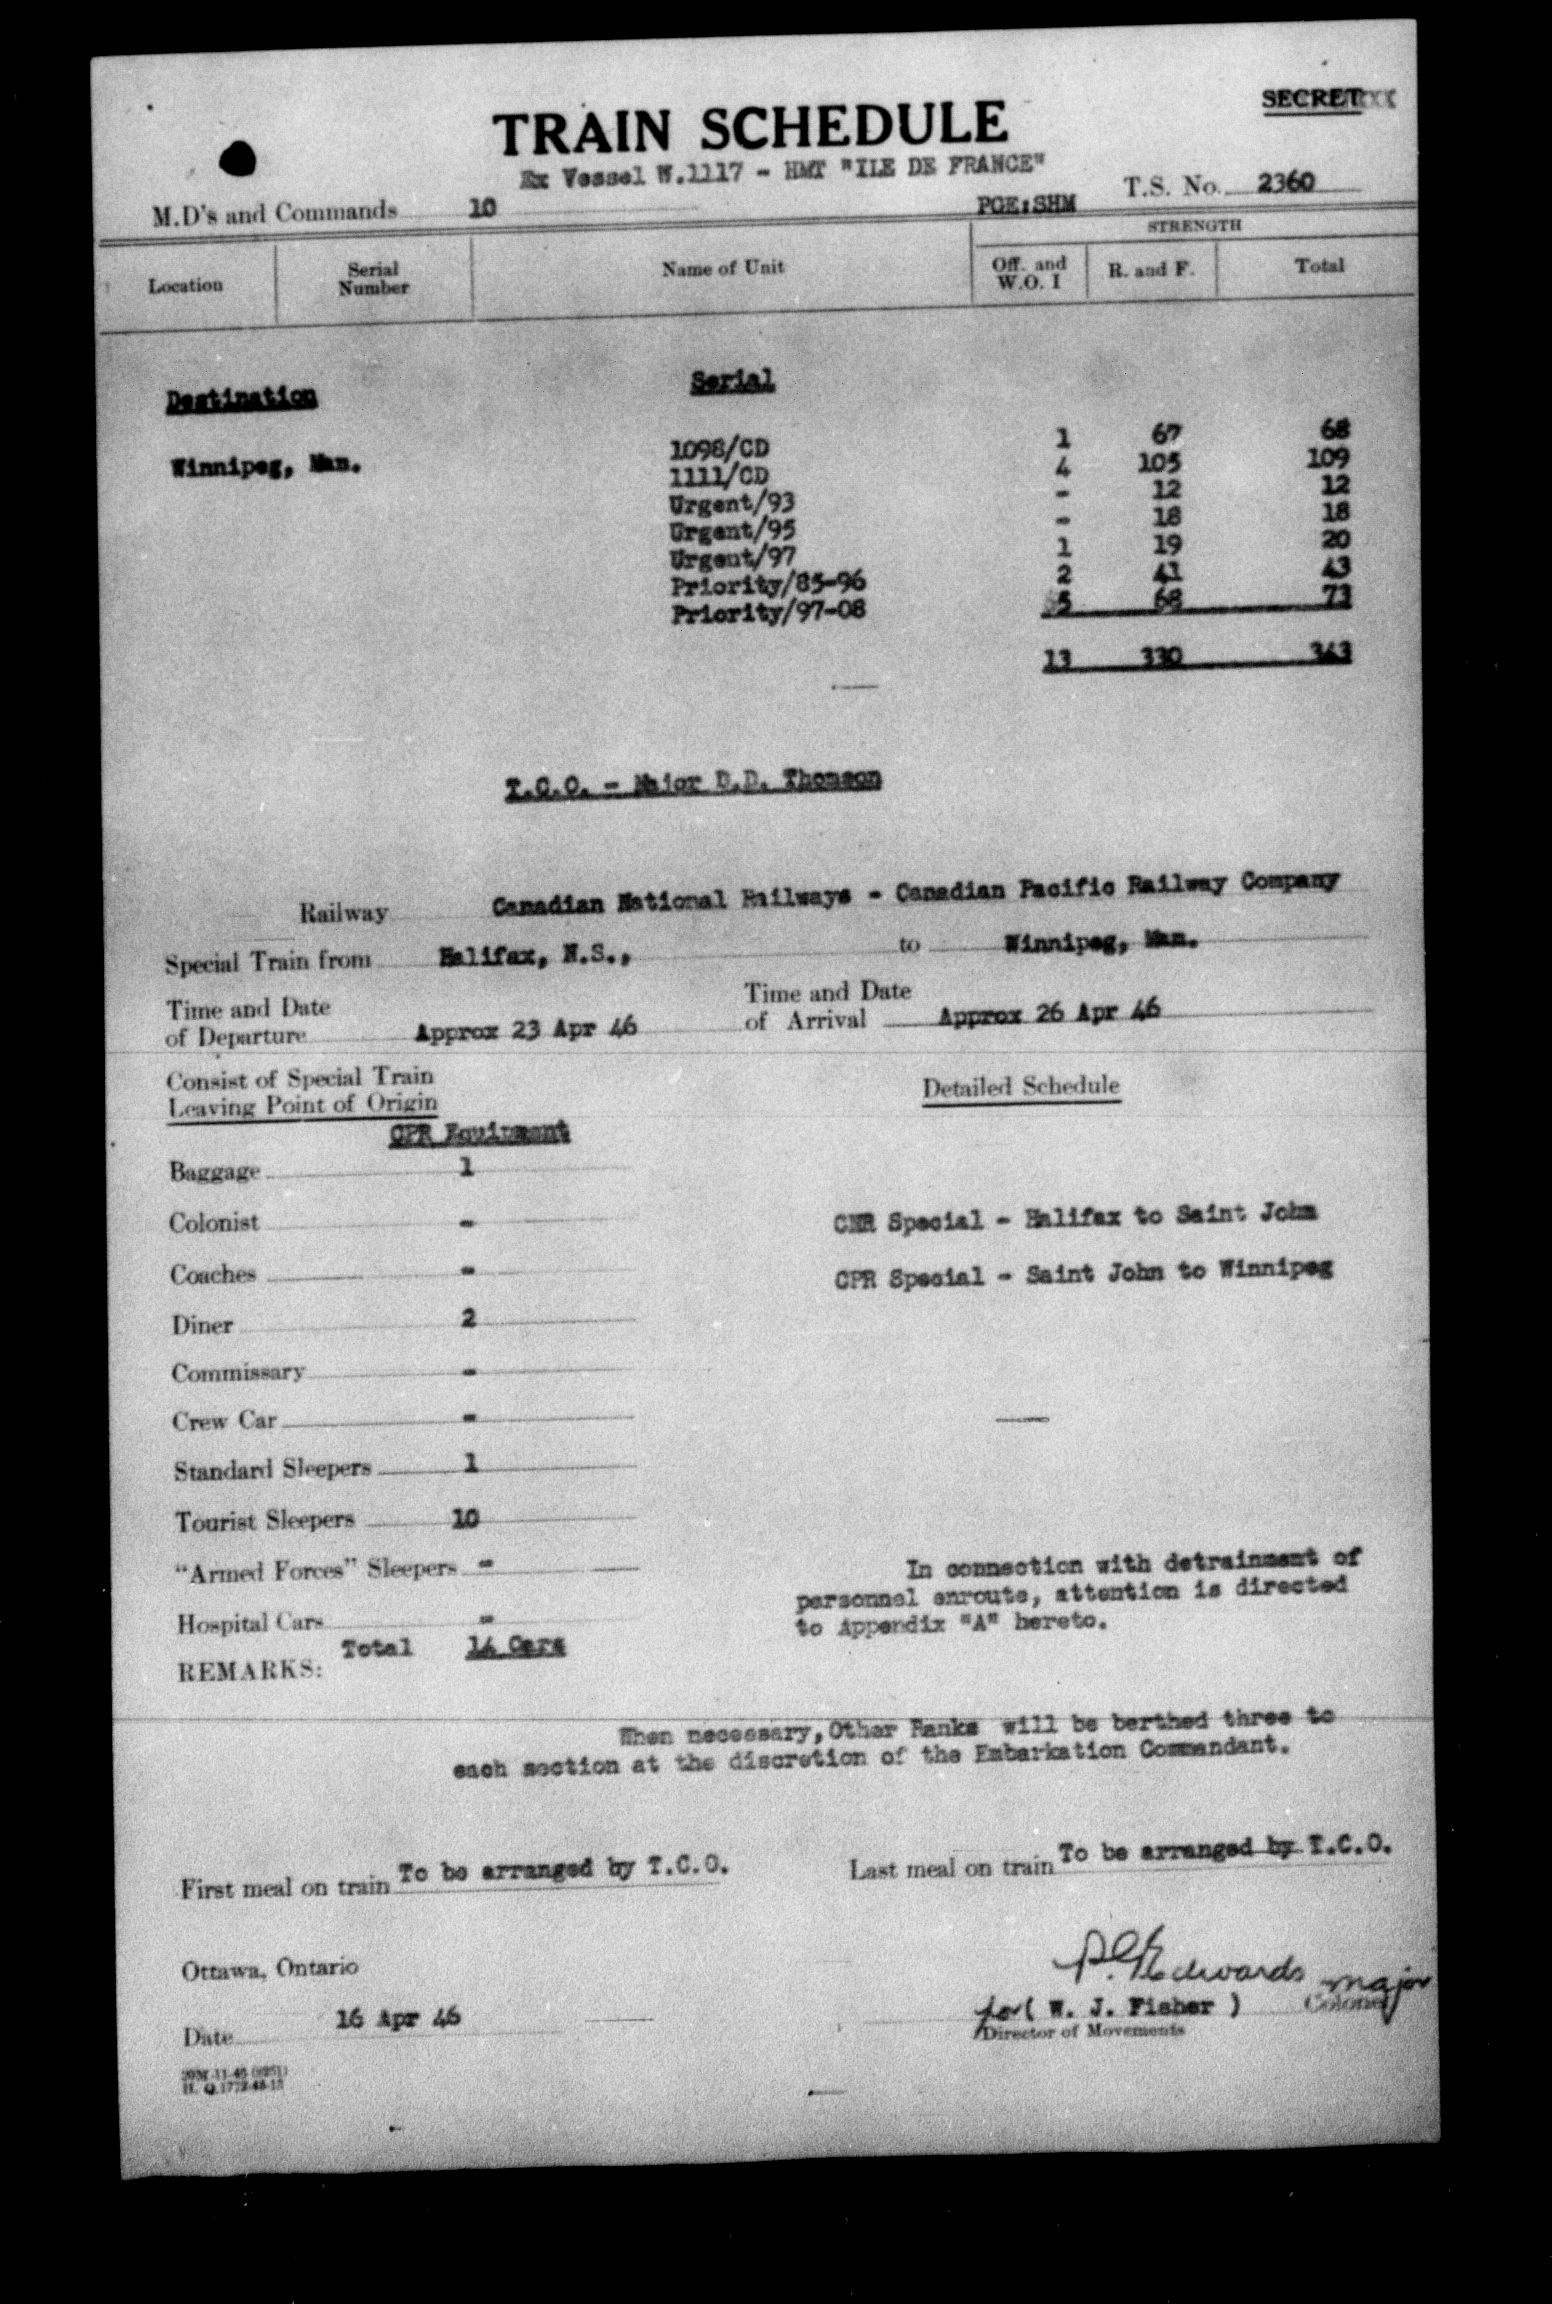 SECRET
TRAIN SCHEDULE
Ex Vessel W.1117 - HMT "ILE DE FRANCE"
T.S. No. 2360
M.D's and Commands 10
PGE:SHM
STRENGTH
Location
Serial Number
Name of Unit
Off. and W.O. I
R. and F.
Total
Destination
Serial
Winnipeg, Man.
1098/CD 1 67 68
1111/CD 4 105 109
Urgent/93 - 12 12
Urgent/95 - 18 18
Urgent/97 1 19 20
Priority/85-96 2 41 43
Priority/97-08 5 68 73
13 330 343
T.C.O. - Major D.D. Thomson
Railway Canadian National Railways - Canadian Pacific Railway Company
Special Train from Halifax, N.S., to Winnipeg, Man.
Time and Date
of Departure Approx 23 Apr 46
Time and Date
of Arrival Approx 26 Apr 46
Consist of Special Train
Leaving Point of Origin
Detailed Schedule
CPR Equipment
Baggage 1
Colonist -
CNR Special - Halifax to Saint John
Coaches -
CPR Special - Saint John to Winnipeg
Diner 2
Commissary -
Crew Car -
Standard Sleepers 1
Tourist Sleepers 10
"Armed Forces" Sleepers -
Hospital Cars -
Total 14 Cars
In connection with detrainment of
personnel enroute, attention is directed
to Appendix "A" hereto.
REMARKS:
When necessary, Other Ranks will be berthed three to
each section at the discretion of the Embarkation Commandant.
First meal on train To be arranged by T.C.O.
Last meal on train To be arranged by T.C.O.
Ottawa, Ontario
Edwards major
for ( W. J. Fisher ) Colonel
Director of Movements
Date 16 Apr 46
H. Q. 1772-45-18